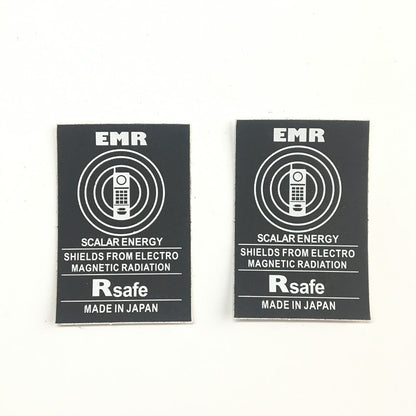 EMR
SCALAR ENERGY
SHIELDS FROM ELECTRO
MAGNETIC RADIATION
Rsafe
MADE IN JAPAN
EMR
SCALAR ENERGY
SHIELDS FROM ELECTRO
MAGNETIC RADIATION
Rsafe
MADE IN JAPAN